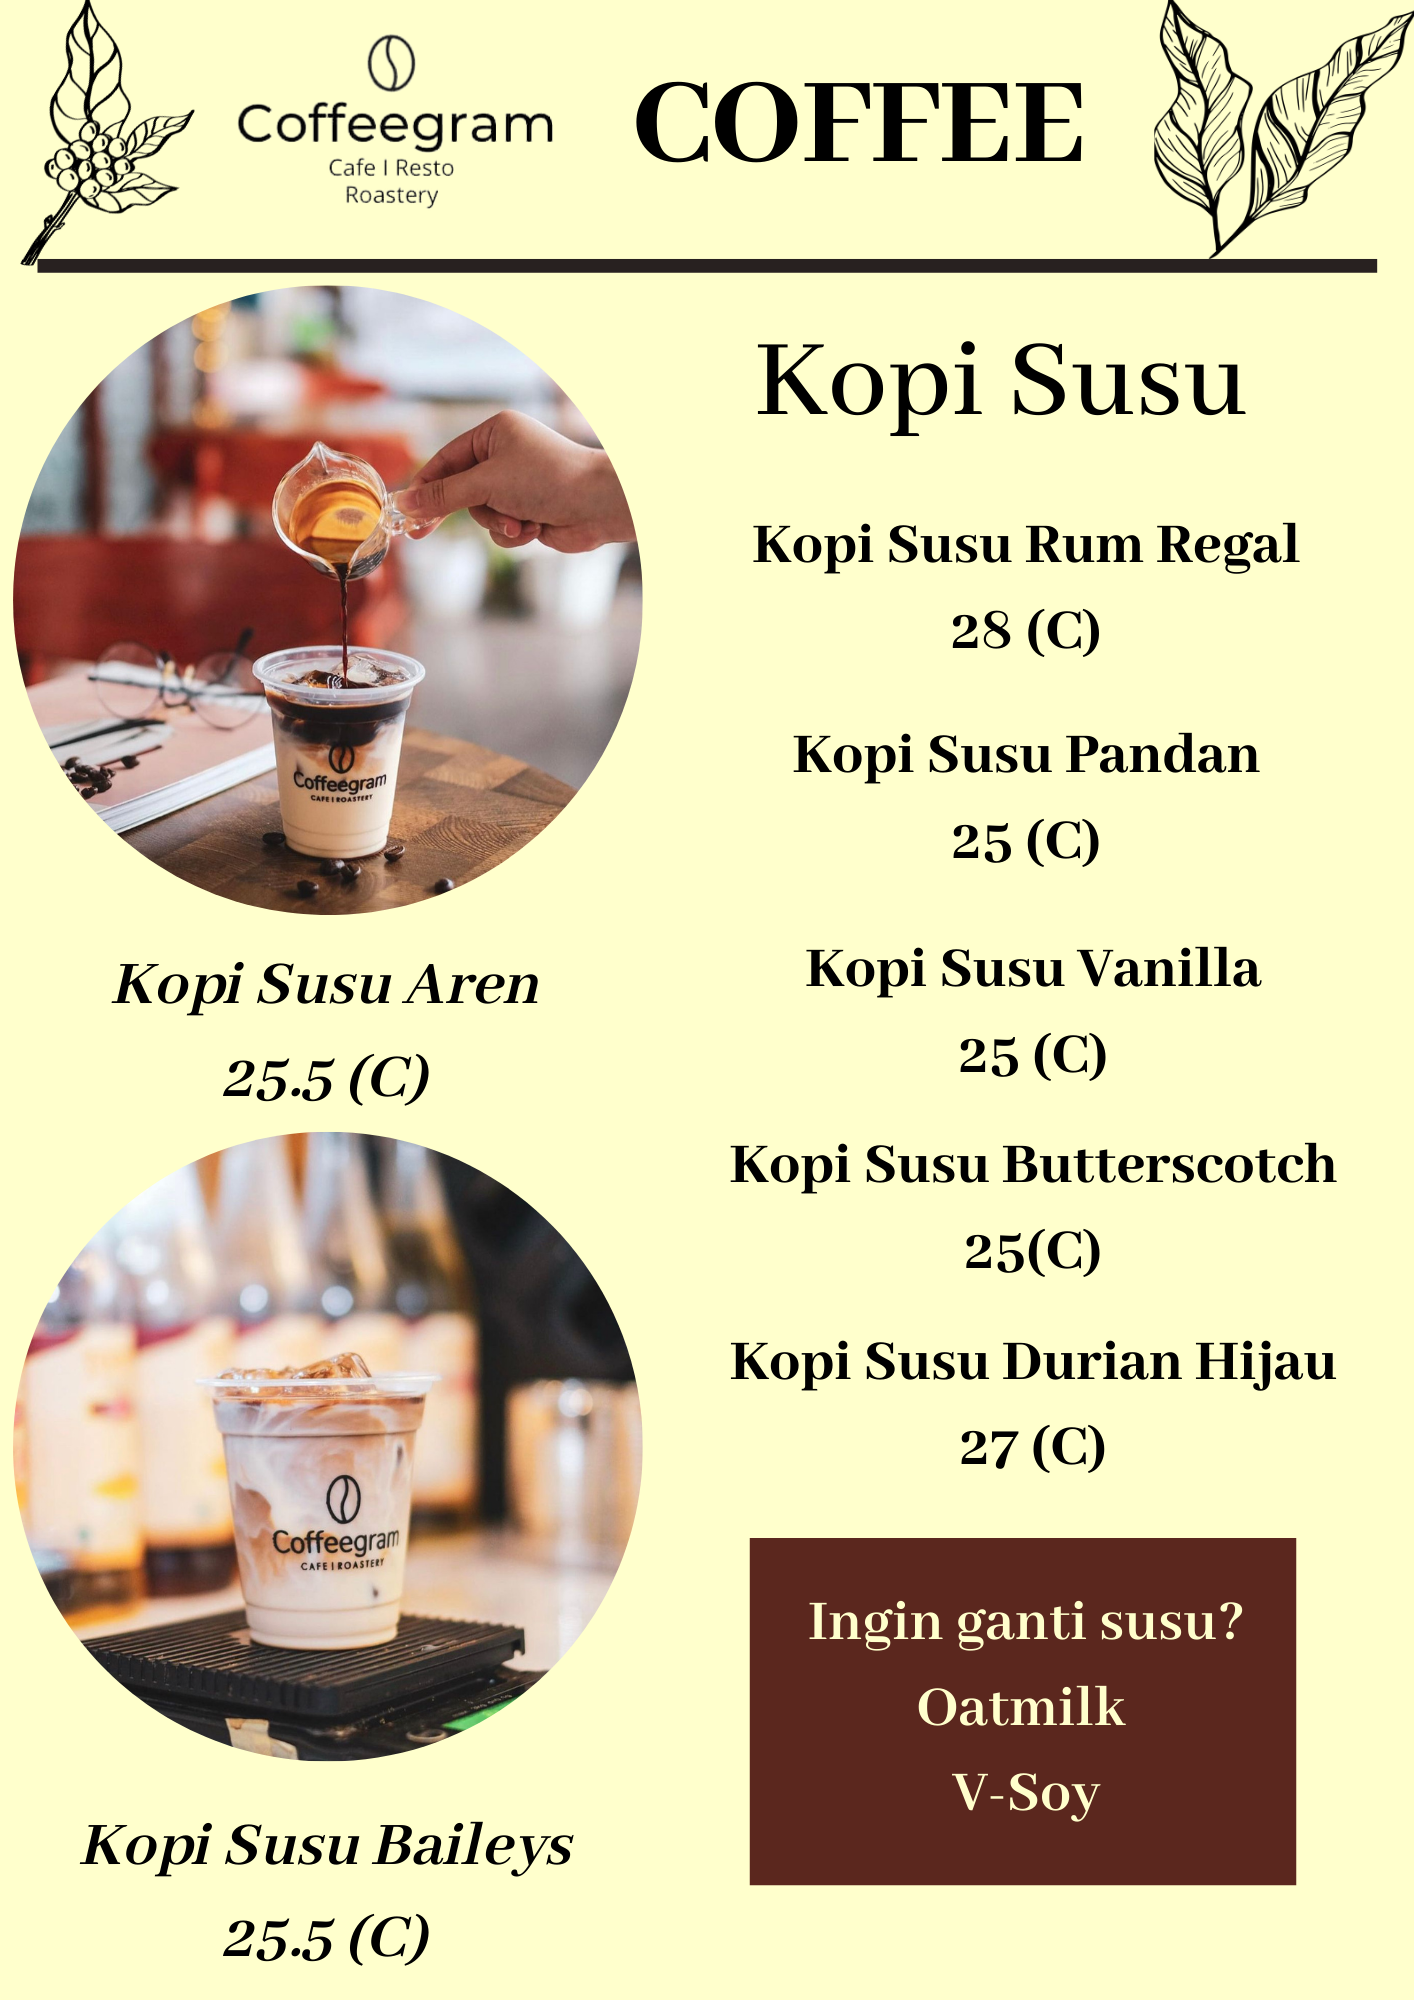 Coffeegram
Cafe I Resto
Roastery
COFFEE
Coffeegram
CAFE I ROASTERY
Kopi Susu Aren
25.5 (C)
Coffeegram
CAFE I ROASTERY
Kopi Susu Baileys
25.5 (C)
Kopi Susu
Kopi Susu Rum Regal
28 (C)
Kopi Susu Pandan
25 (C)
Kopi Susu Vanilla
25 (C)
Kopi Susu Butterscotch
25(C)
Kopi Susu Durian Hijau
27 (C)
Ingin ganti susu?
Oatmilk
V-Soy